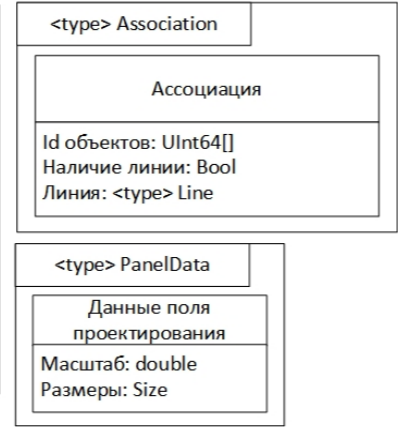 <type> Association
Ассоциация
Id объектов: UInt64[]
Наличие линии: Bool
Линия: <type> Line
<type> PanelData
Данные поля
проектирования
Масштаб: double
Размеры: Size